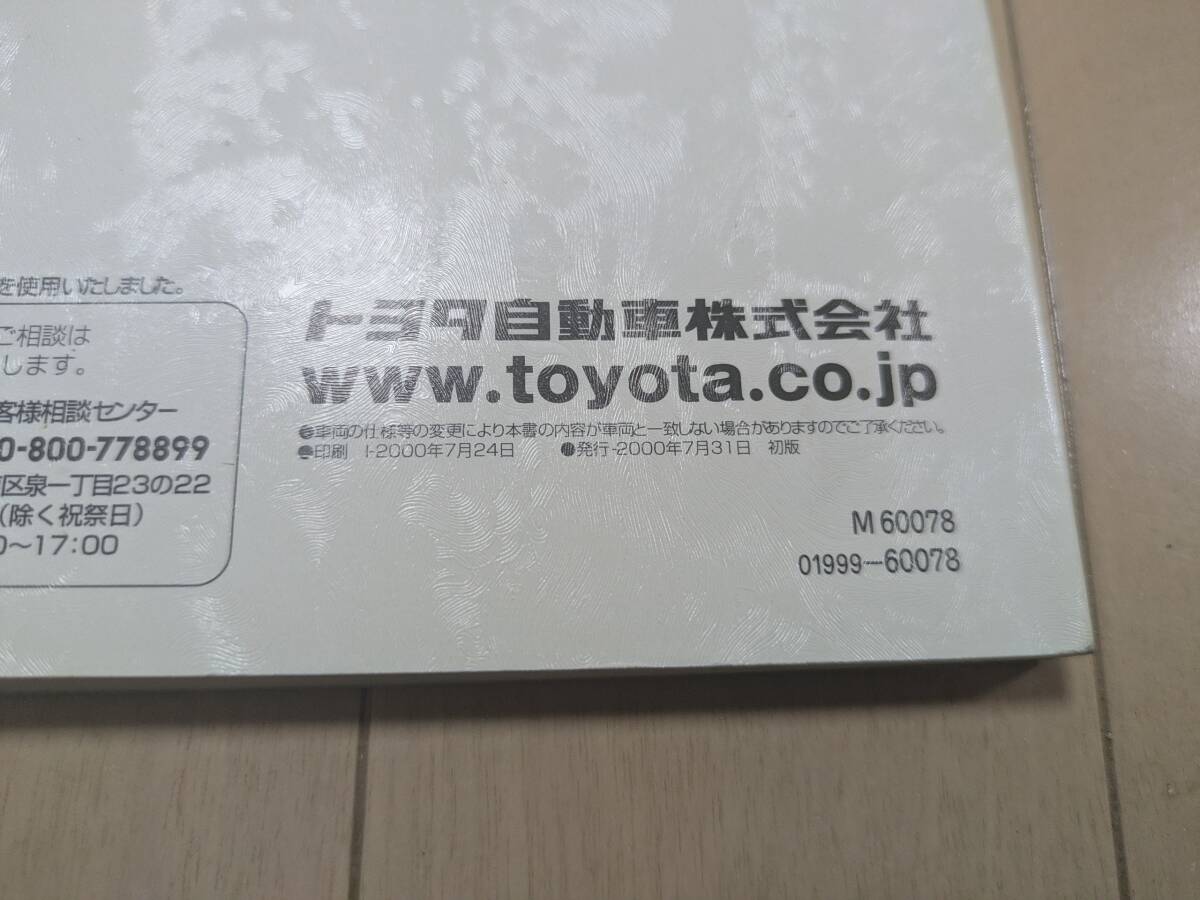 を使用いたしました。
ご相談は
します。
客様相談センター
0-800-778899
区泉一丁目23の22
(除く祝祭日)
0〜17:00
トヨタ自動車株式会社
www.toyota.co.jp
●車両の仕様等の変更により本書の内容が車両と一致しない場合がありますのでご了承ください。
●印刷 I-2000年7月24日 ●発行-2000年7月31日 初版
M 60078
01999—60078